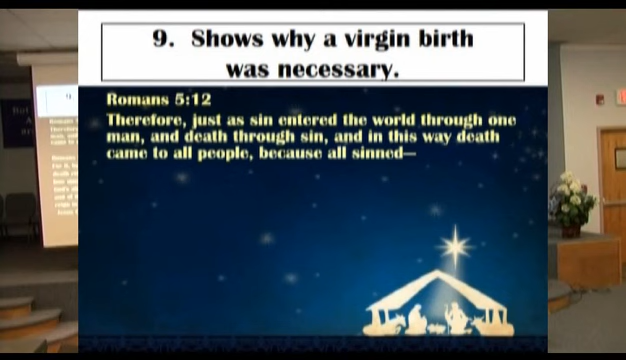 9. Shows why a virgin birth
was necessary.
Romans 5:12
Therefore, just as sin entered the world through one
man, and death through sin, and in this way death
came to all people, because all sinned—